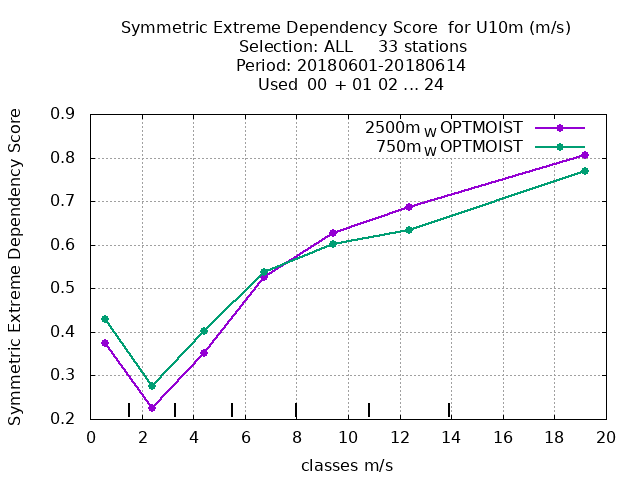 Symmetric Extreme Dependency Score for U10m (m/s)
Selection: ALL 33 stations
Period: 20180601-20180614
Used 00 + 01 02 ... 24
Symmetric Extreme Dependency Score
0.9
0.8
0.7
0.6
0.5
0.4
0.3
0.2
2500m W OPTMOIST
750m W OPTMOIST
0 2 4 6 8 10 12 14 16 18 20
classes m/s